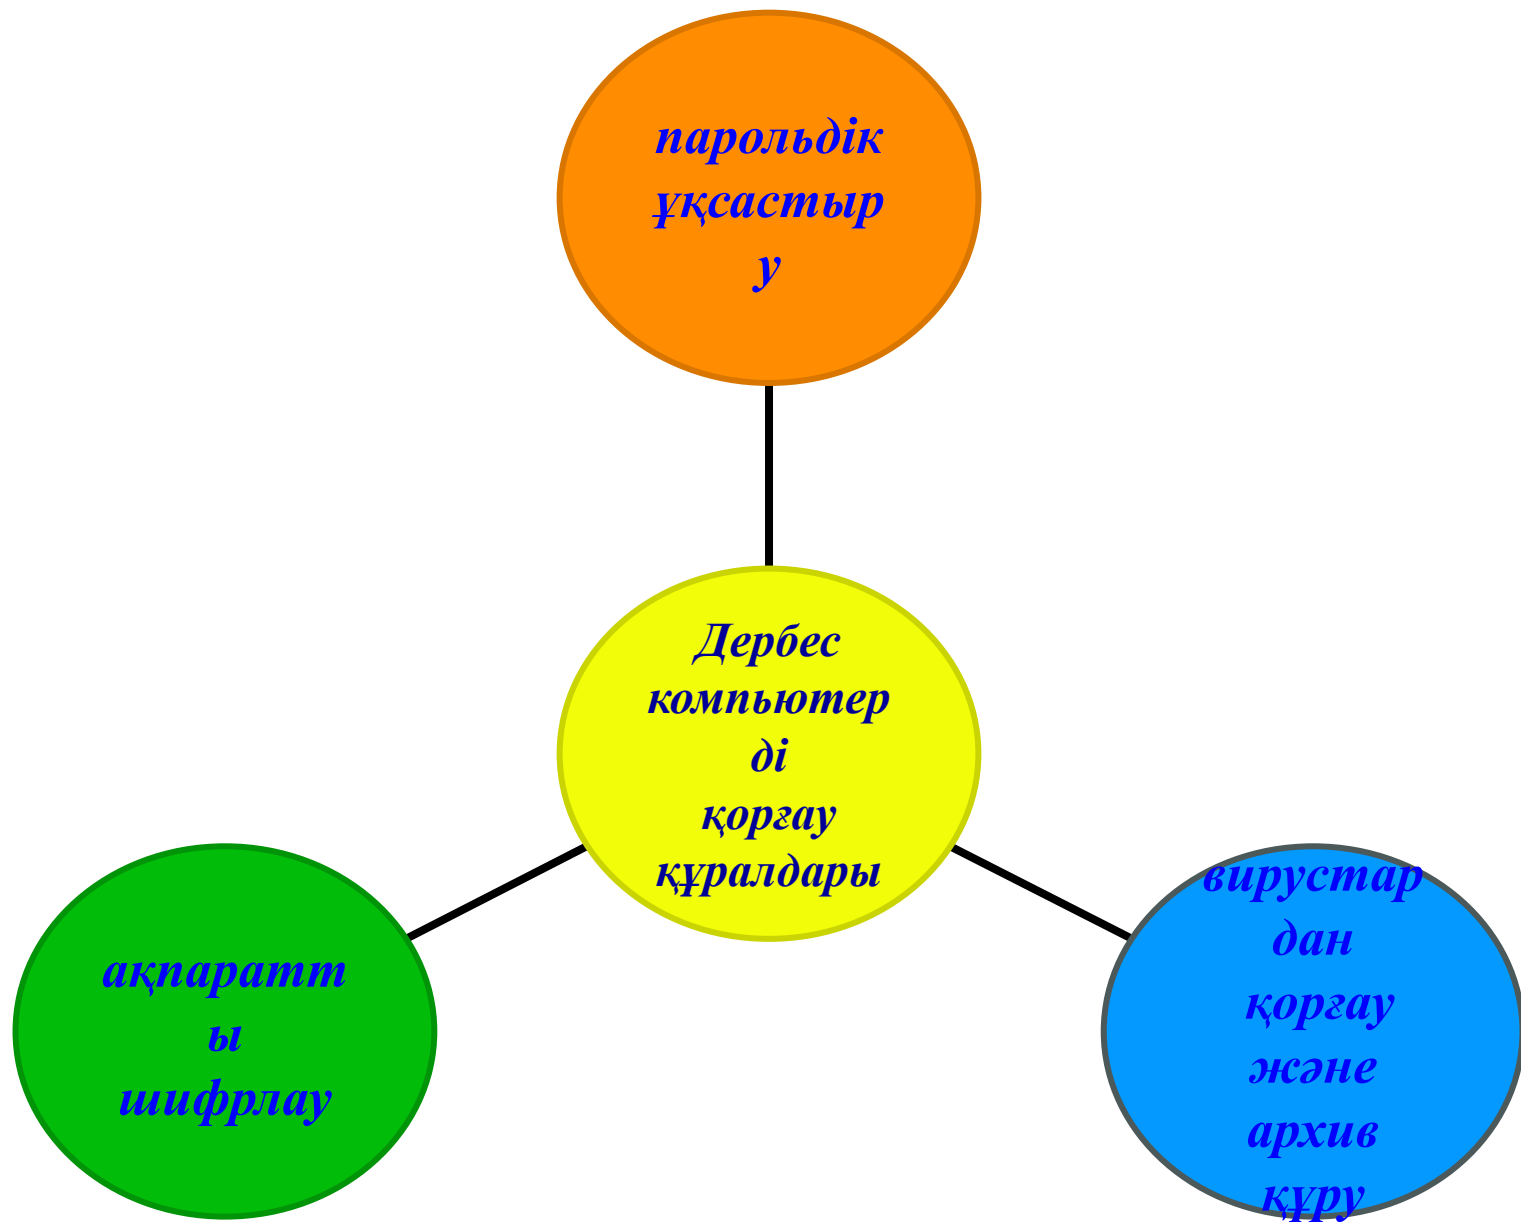 парольдік
ұқсастыр
у
Дербес
компьютер
ді
қорғау
құралдары
ақпаратт
ы
шифрлау
вирустар
дан
қорғау
және
архив
құру